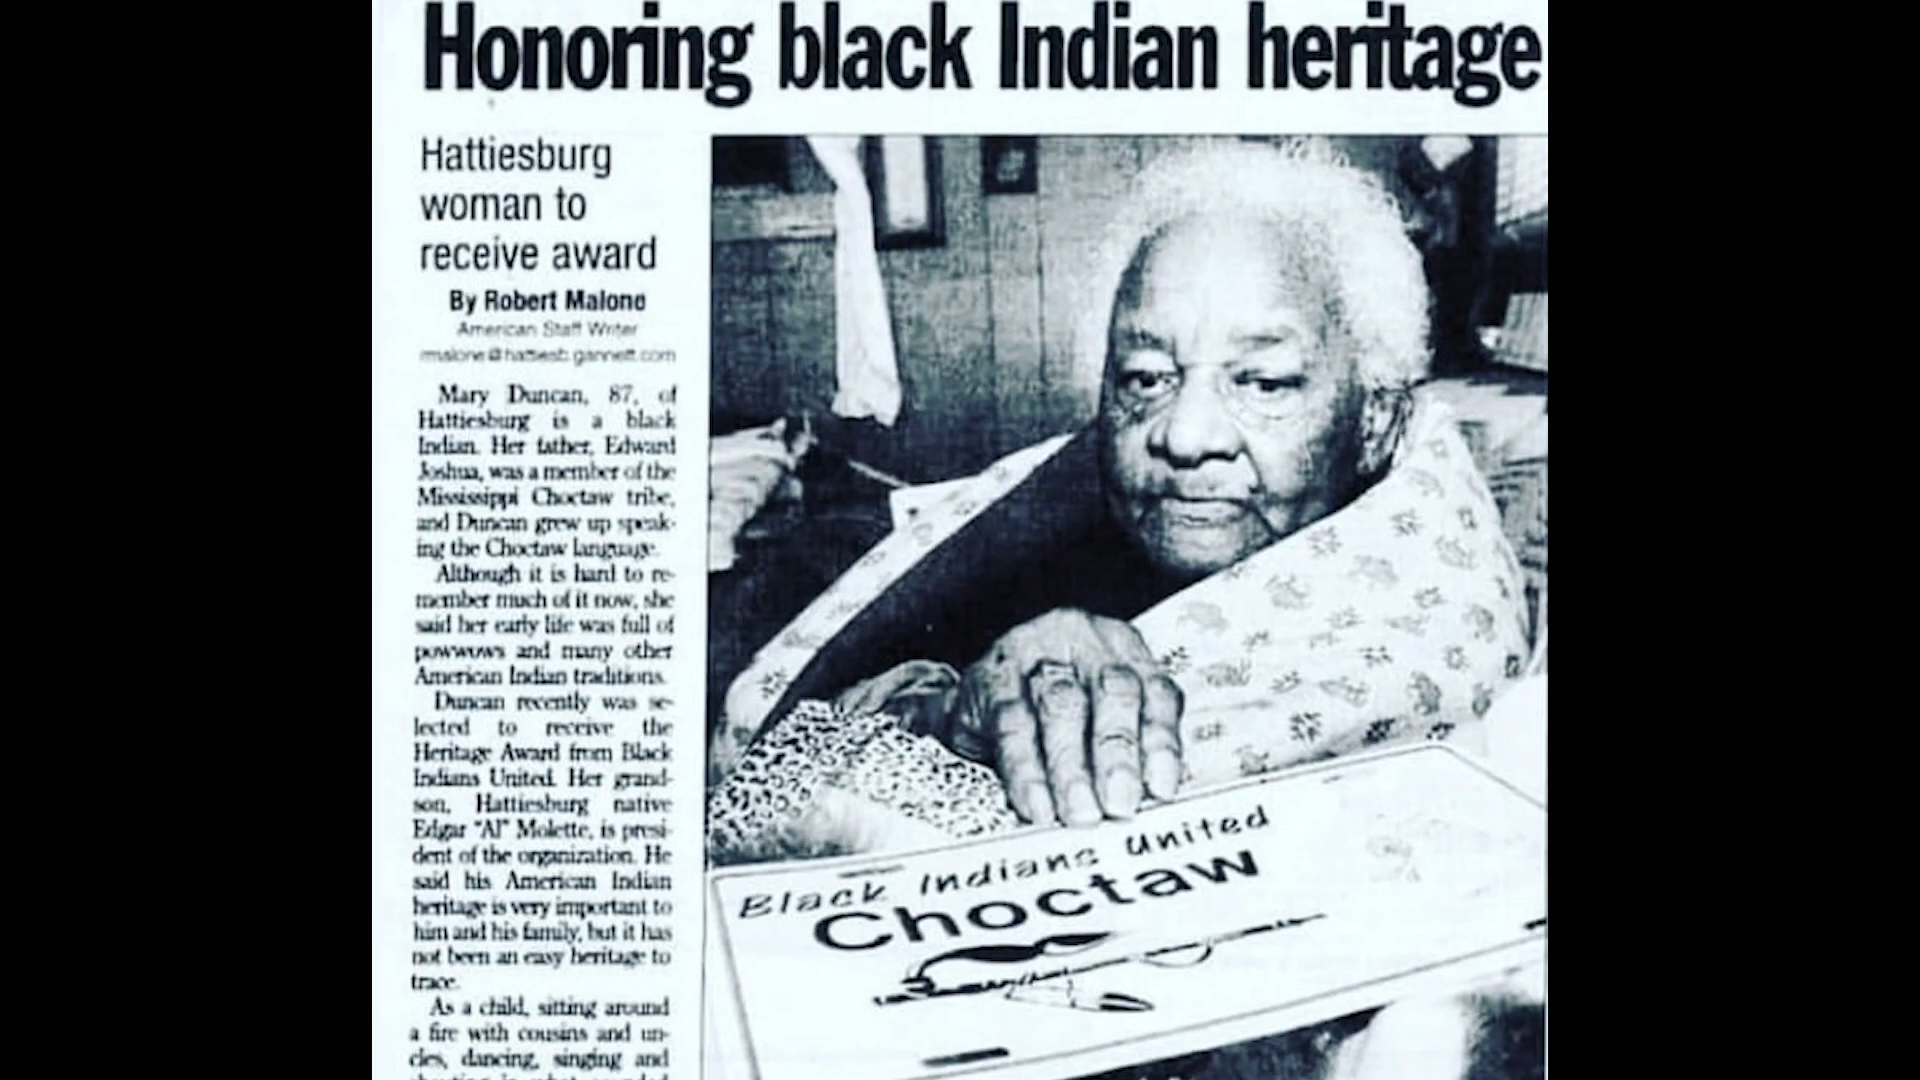 Honoring black Indian heritage
Hattiesburg
woman to
receive award
By Robert Malone
American Staff Writer
rmalone@hattiesb.gannett.com
Mary Duncan, 87, of
Hattiesburg is a black
Indian. Her father, Edward
Joshua, was a member of the
Mississippi Choctaw tribe,
and Duncan grew up speak-
ing the Choctaw language.
Although it is hard to re-
member much of it now, she
said her early life was full of
powwows and many other
American Indian traditions.
Duncan recently was se-
lected to receive the
Heritage Award from Black
Indians United. Her grand-
son, Hattiesburg native
Edgar "Al" Molette, is presi-
dent of the organization. He
said his American Indian
heritage is very important to
him and his family, but it has
not been an easy heritage to
trace.
As a child, sitting around
a fire with cousins and un-
cles, dancing, singing and
Black Indians United
Choctaw